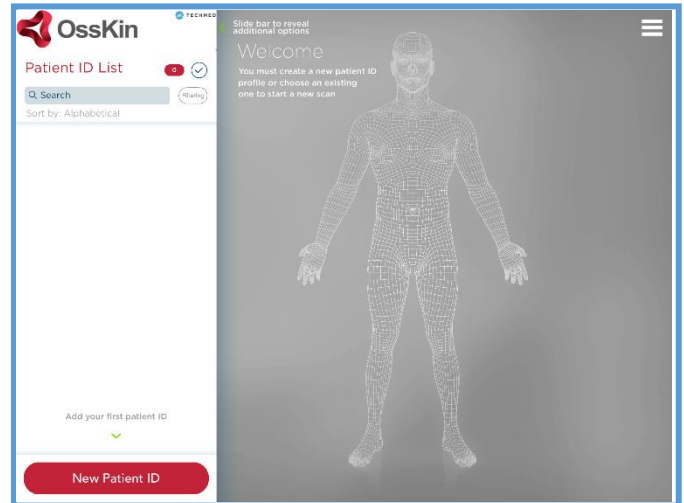 OssKin
TECHMED
Patient ID List
0
Search
Sharing
Sort by: Alphabetical
Add your first patient ID
New Patient ID
Slide bar to reveal
additional options
Welcome
You must create a new patient ID
profile or choose an existing
one to start a new scan